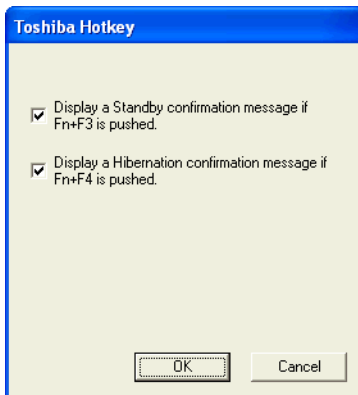 Toshiba Hotkey
Display a Standby confirmation message if
Fn+F3 is pushed.
Display a Hibernation confirmation message if
Fn+F4 is pushed.
OK
Cancel